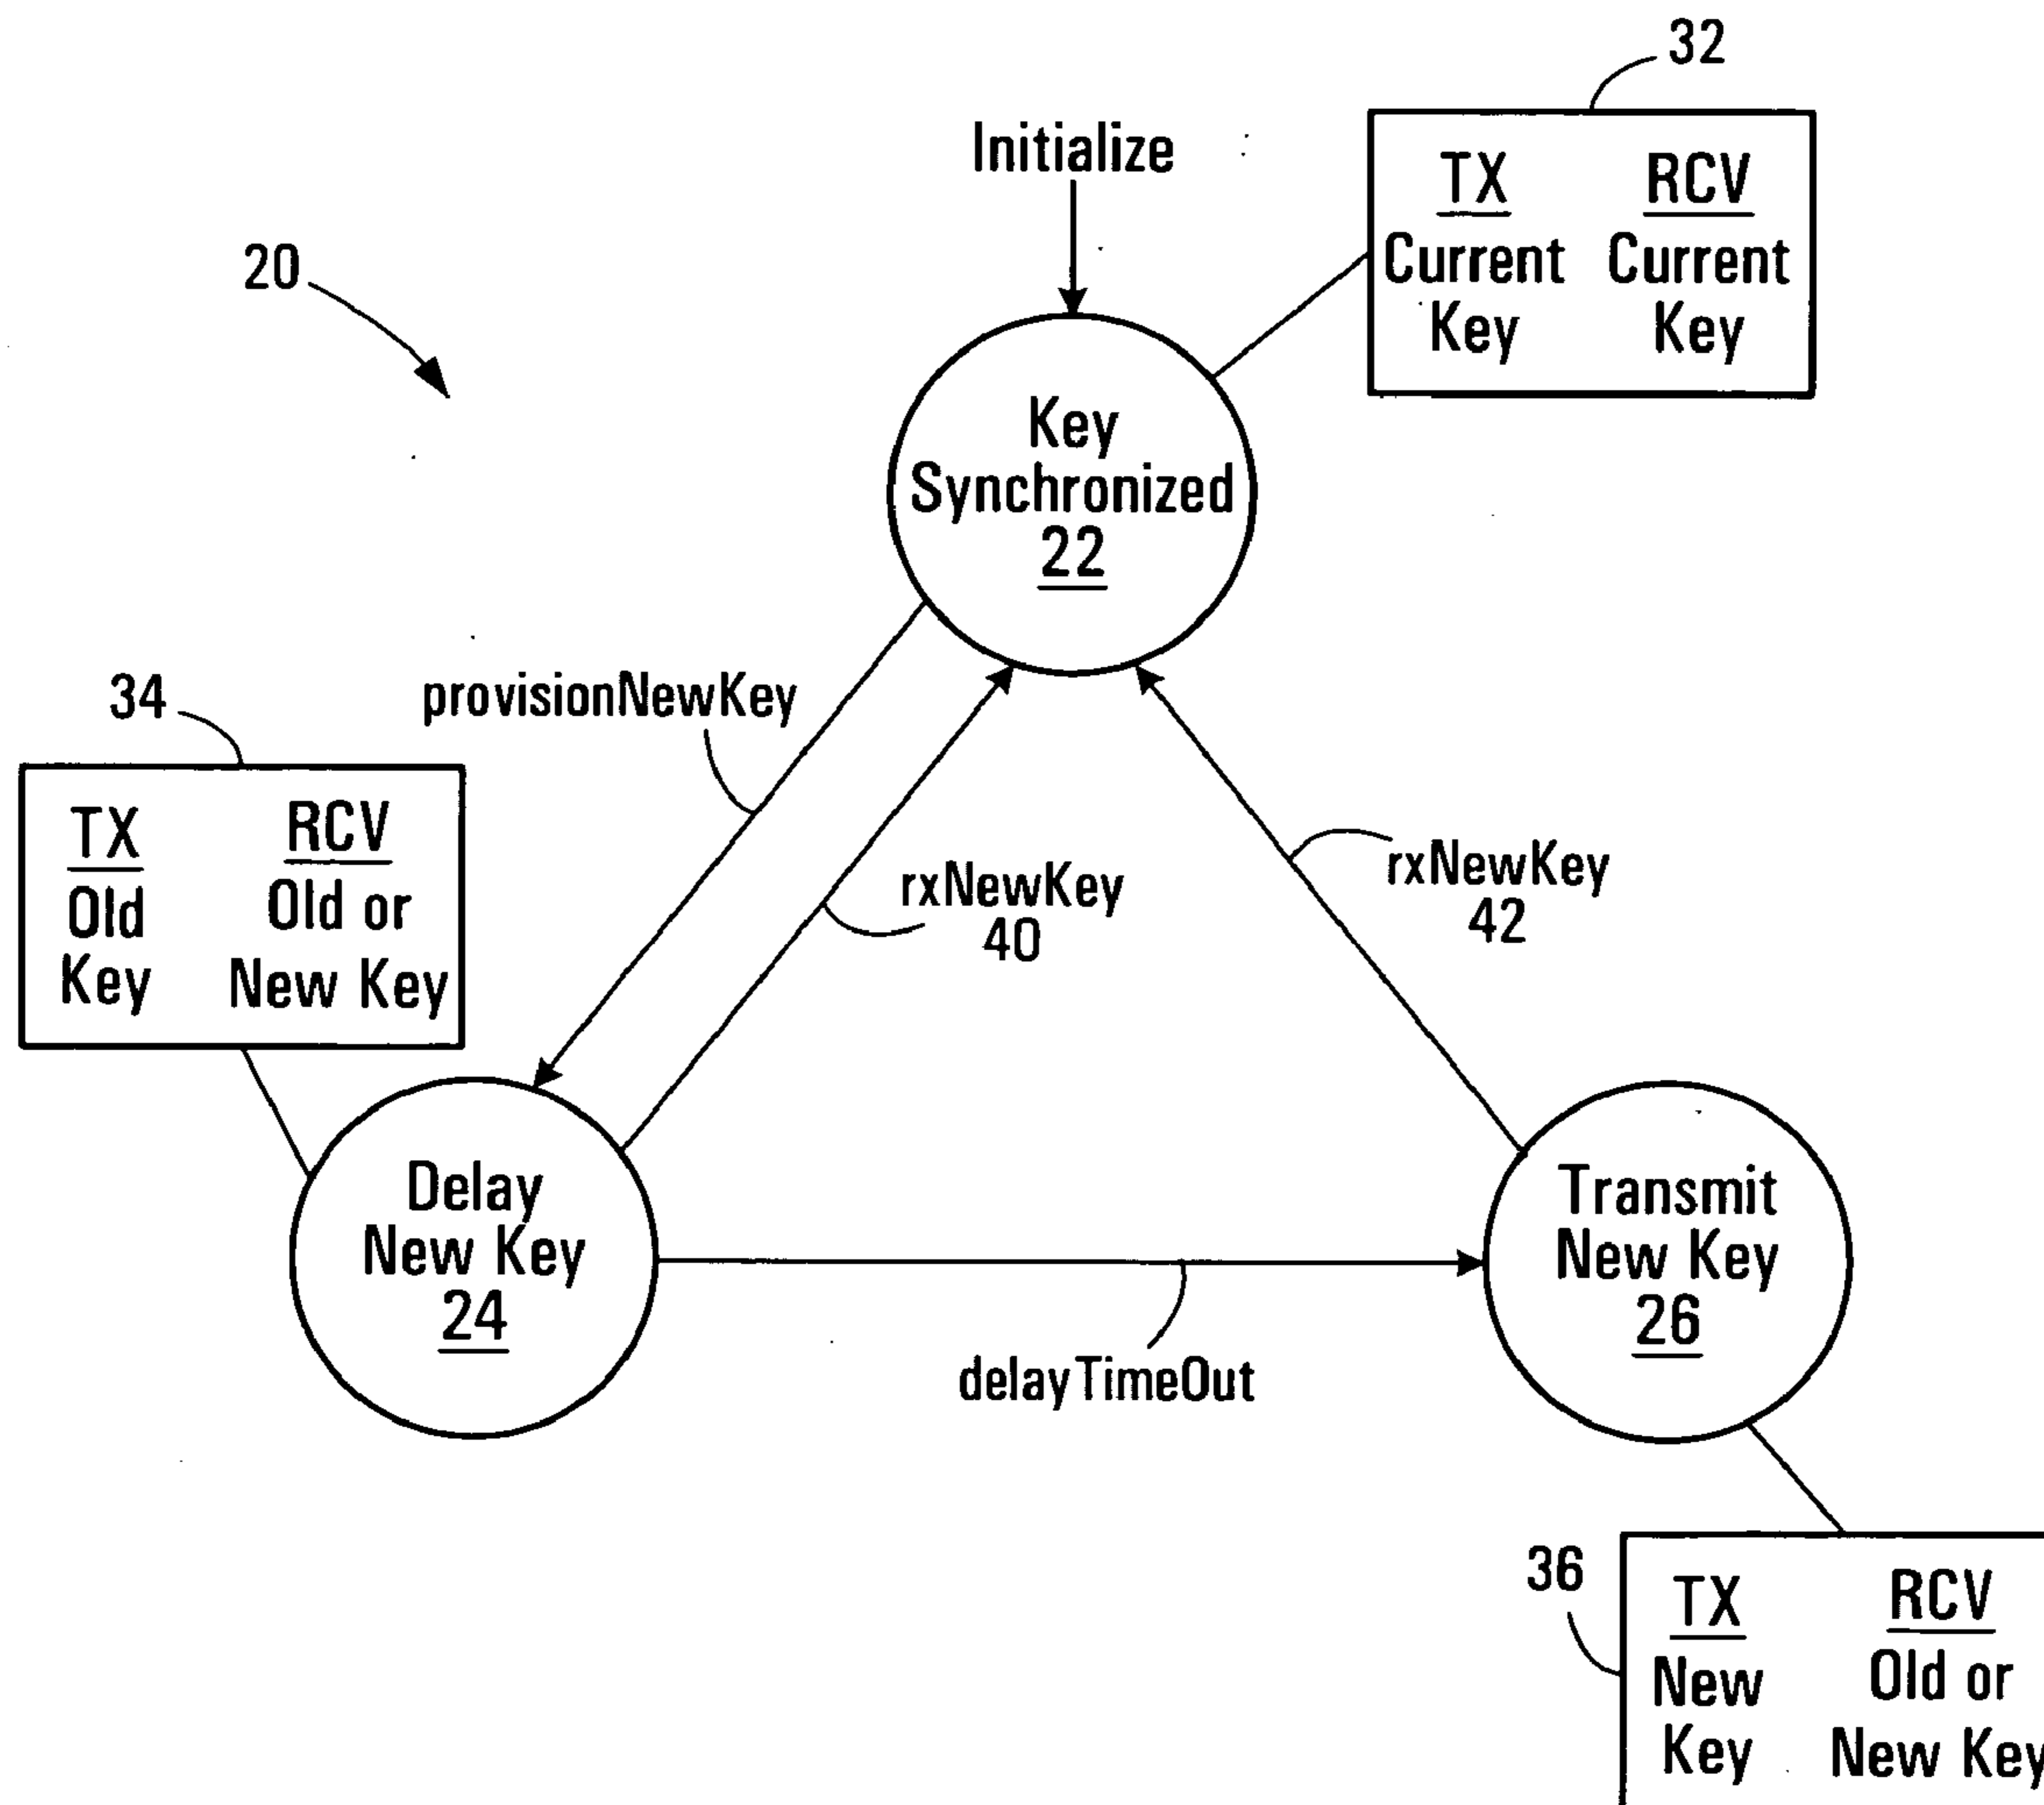 32
Initialize
TX RCV
Current Current
Key Key
20
Key
Synchronized
22
provisionNewKey
34
TX RCV
Old Old or
Key New Key
rxNewKey
40
rxNewKey
42
Delay
New Key
24
Transmit
New Key
26
delayTimeOut
36
TX RCV
New Old or
Key New Key